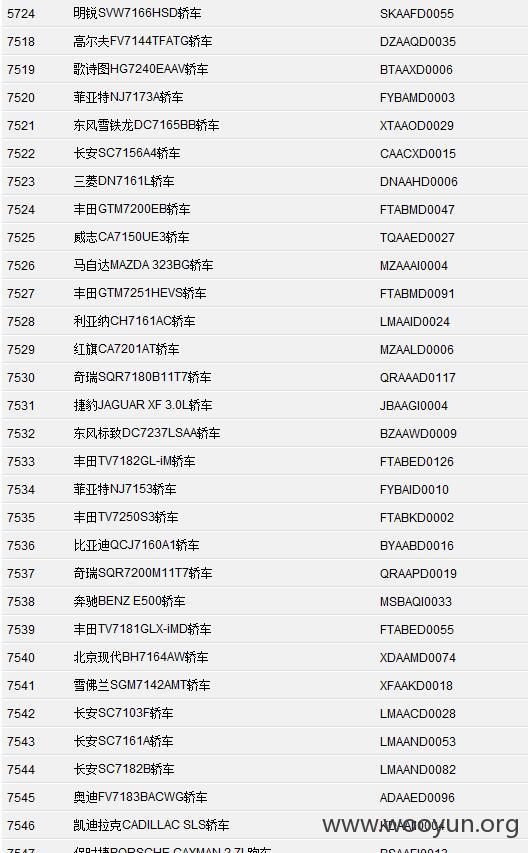 5724 明锐SVW7166HSD轿车 SKAAFD0055
7518 高尔夫FV7144TFATG轿车 DZAAQD0035
7519 歌诗图HG7240EAAV轿车 BTAAXD0006
7520 菲亚特NJ7173A轿车 FYBAMD0003
7521 东风雪铁龙DC7165BB轿车 XTAAOD0029
7522 长安SC7156A4轿车 CAACXD0015
7523 三菱DN7161L轿车 DNAAHD0006
7524 丰田GTM7200EB轿车 FTABMD0047
7525 威志CA7150UE3轿车 TQAAED0027
7526 马自达MAZDA 323BG轿车 MZAAAI0004
7527 丰田GTM7251HEVS轿车 FTABMD0091
7528 利亚纳CH7161AC轿车 LMAAID0024
7529 红旗CA7201AT轿车 MZAALD0006
7530 奇瑞SQR7180B11T7轿车 QRAAAD0117
7531 捷豹JAGUAR XF 3.0L轿车 JBAAGI0004
7532 东风标致DC7237LSAA轿车 BZAAWD0009
7533 丰田TV7182GL-iM轿车 FTABED0126
7534 菲亚特NJ7153轿车 FYBAID0010
7535 丰田TV7250S3轿车 FTABKD0002
7536 比亚迪QCJ7160A1轿车 BYAABD0016
7537 奇瑞SQR7200M11T7轿车 QRAAPD0019
7538 奔驰BENZ E500轿车 MSBAQI0033
7539 丰田TV7181GLX-iMD轿车 FTABED0055
7540 北京现代BH7164AW轿车 XDAAMD0074
7541 雪佛兰SGM7142AMT轿车 XFAAKD0018
7542 长安SC7103F轿车 LMAACD0028
7543 长安SC7161A轿车 LMAAND0053
7544 长安SC7182B轿车 LMAAND0082
7545 奥迪FV7183BACWG轿车 ADAAED0096
7546 凯迪拉克CADILLAC SLS轿车
www.wooyun.org
7547 保时捷PORSCHE CAYMAN 2.7L跑车